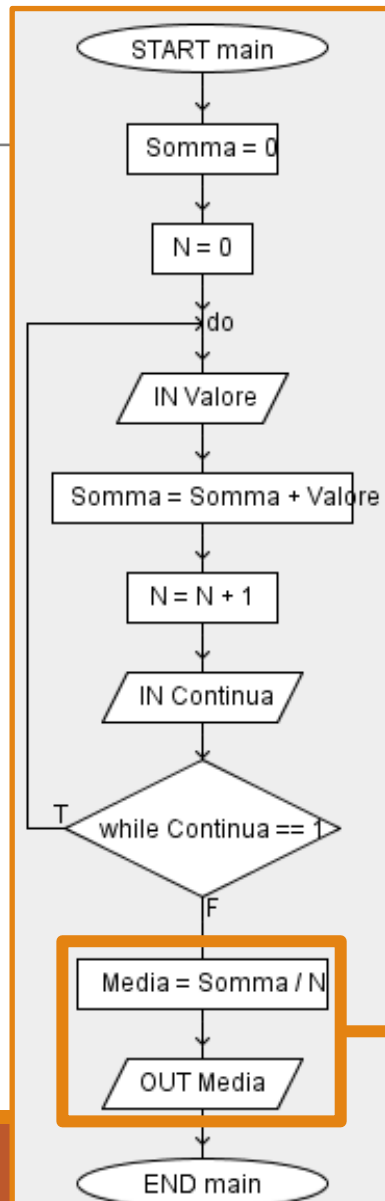 START main
Somma = 0
N = 0
do
IN Valore
Somma = Somma + Valore
N = N + 1
IN Continua
T
while Continua == 1
F
Media = Somma / N
OUT Media
END main